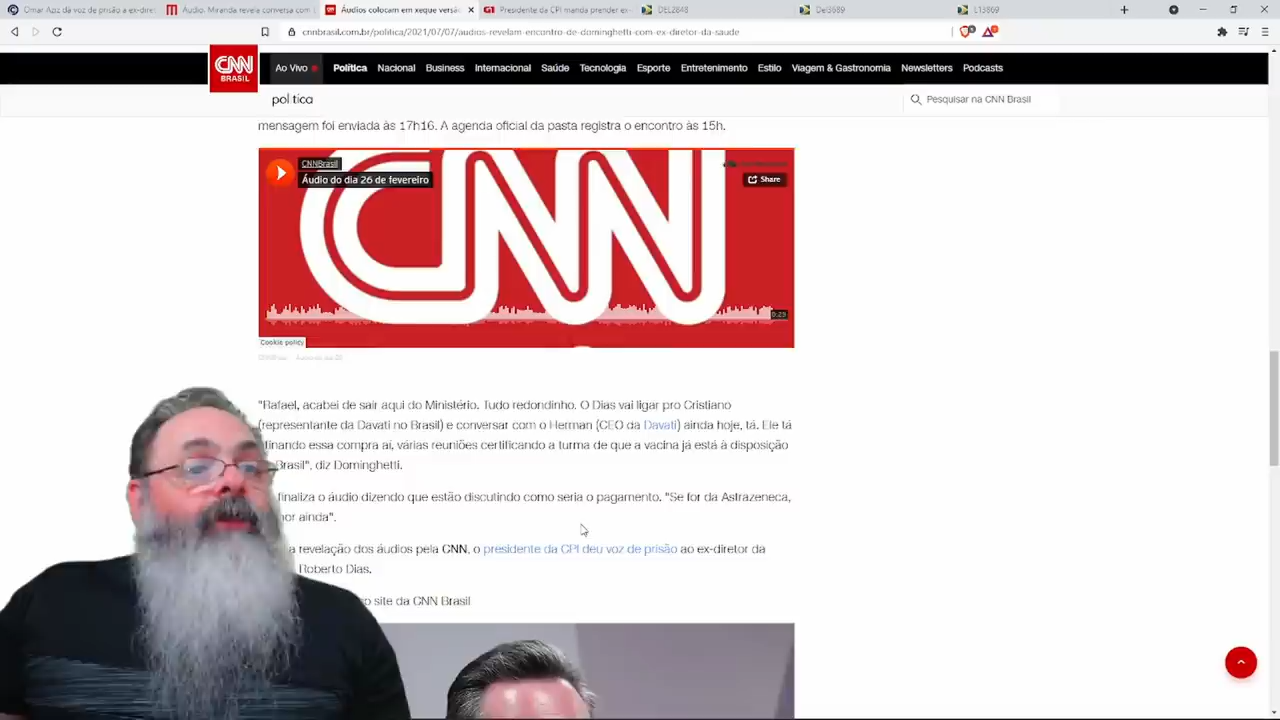 Omar Aziz dá voz de prisão a ex-dire
Áudio. Miranda revela conversa com
Áudios colocam em xeque versão
Presidente da CPI manda prender ex-
DEL2848
Del3689
L13869
cnnbrasil.com.br/politica/2021/07/07/audios-revelam-encontro-de-dominghetti-com-ex-diretor-da-saude
CNN
BRASIL
Ao Vivo
Política
Nacional
Business
Internacional
Saúde
Tecnologia
Esporte
Entretenimento
Estilo
Viagem & Gastronomia
Newsletters
Podcasts
política
Pesquisar na CNN Brasil
mensagem foi enviada às 17h16. A agenda oficial da pasta registra o encontro às 15h.
CNNBrasil
Áudio do dia 26 de fevereiro
Share
CNN
0:29
Cookie policy
"Rafael, acabei de sair aqui do Ministério. Tudo redondinho. O Dias vai ligar pro Cristiano
(representante da Davati no Brasil) e conversar com o Herman (CEO da Davati) ainda hoje, tá. Ele tá
afinando essa compra aí, várias reuniões certificando a turma de que a vacina já está à disposição
Brasil", diz Dominghetti.
finaliza o áudio dizendo que estão discutindo como seria o pagamento. "Se for da Astrazeneca,
hor ainda".
a revelação dos áudios pela CNN, o presidente da CPI deu voz de prisão ao ex-diretor da
Roberto Dias.
o site da CNN Brasil